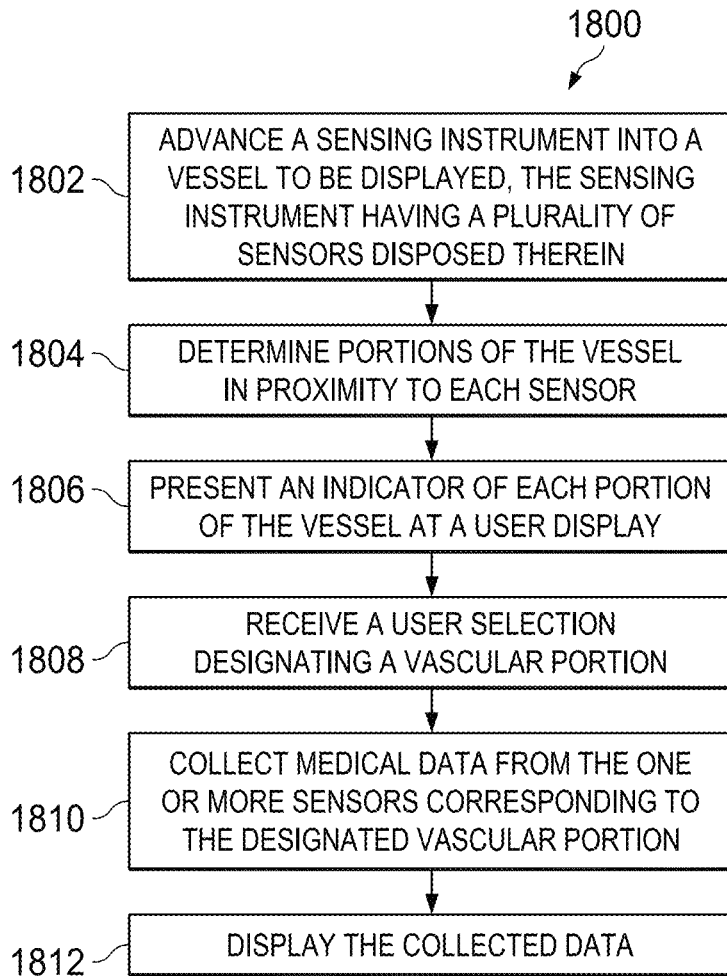 1800
1802
ADVANCE A SENSING INSTRUMENT INTO A
VESSEL TO BE DISPLAYED, THE SENSING
INSTRUMENT HAVING A PLURALITY OF
SENSORS DISPOSED THEREIN
1804
DETERMINE PORTIONS OF THE VESSEL
IN PROXIMITY TO EACH SENSOR
1806
PRESENT AN INDICATOR OF EACH PORTION
OF THE VESSEL AT A USER DISPLAY
1808
RECEIVE A USER SELECTION
DESIGNATING A VASCULAR PORTION
1810
COLLECT MEDICAL DATA FROM THE ONE
OR MORE SENSORS CORRESPONDING TO
THE DESIGNATED VASCULAR PORTION
1812
DISPLAY THE COLLECTED DATA